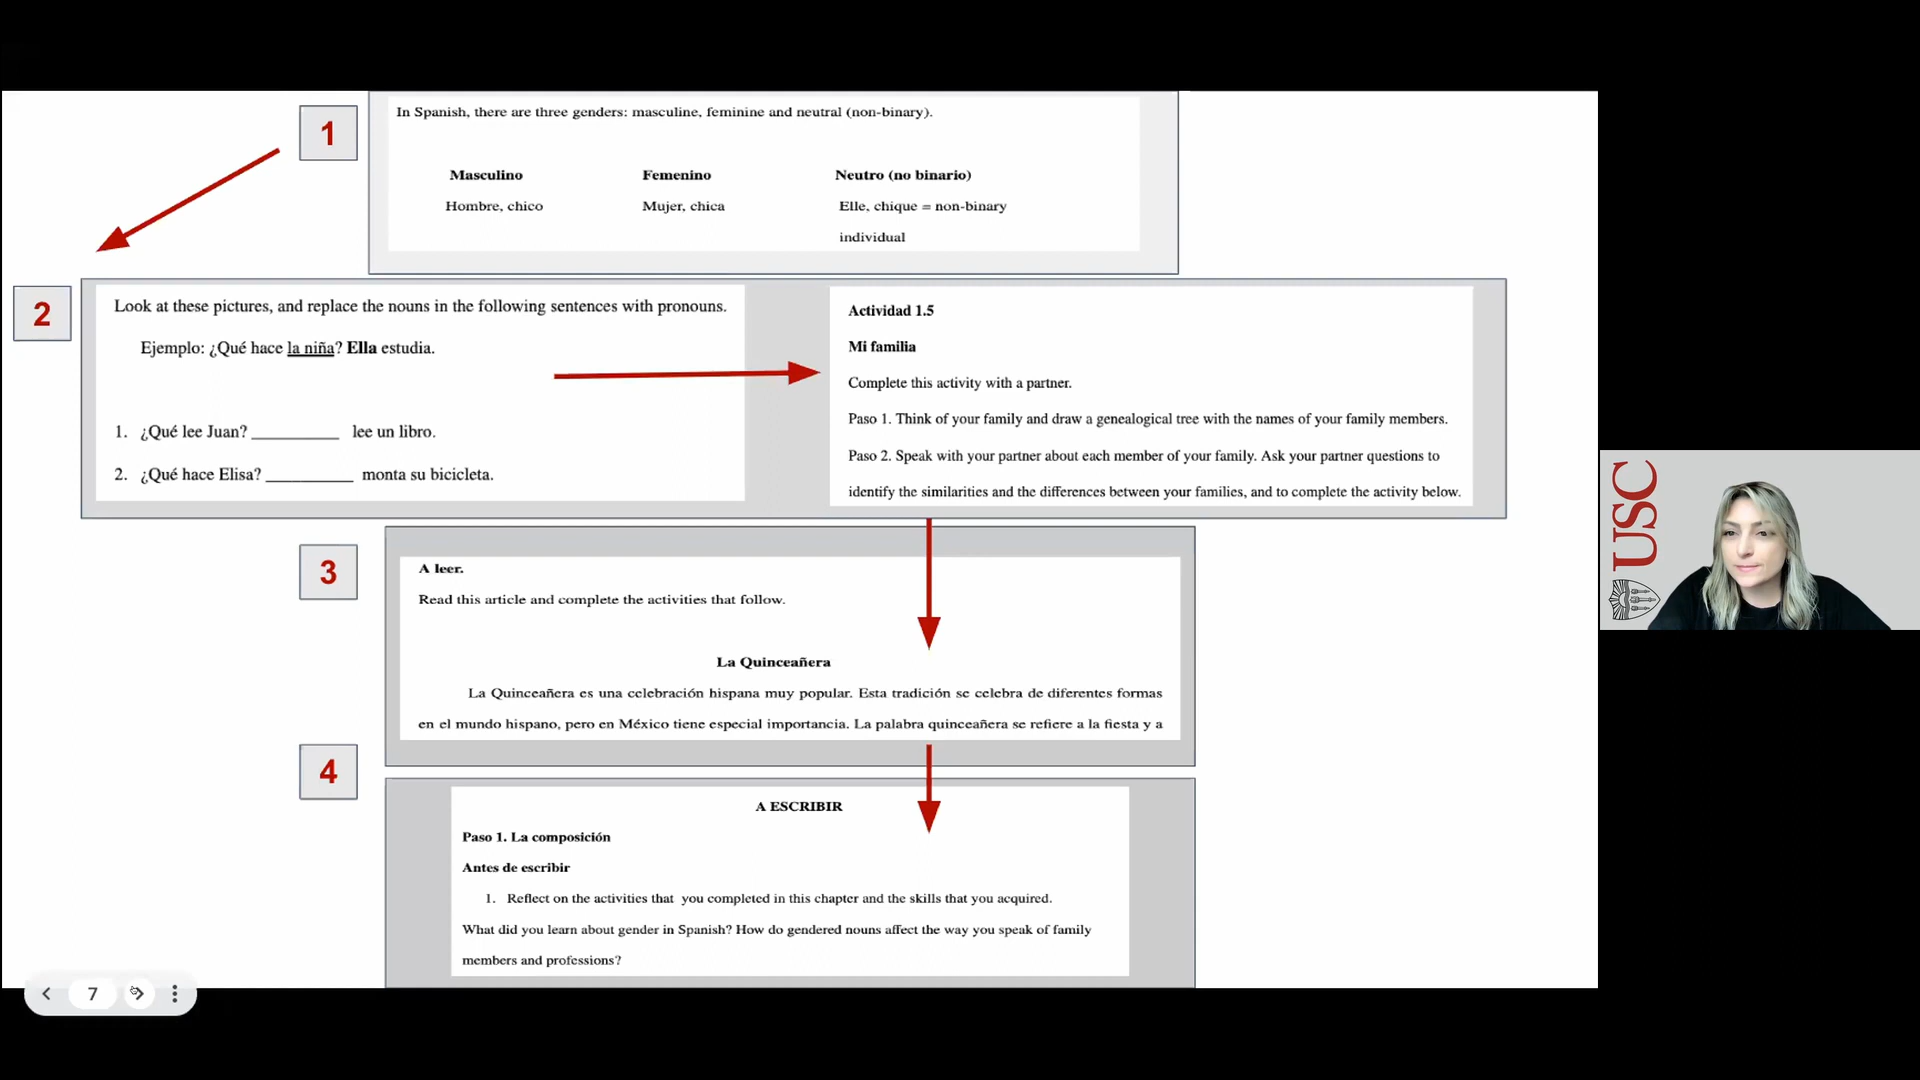 1
In Spanish, there are three genders: masculine, feminine and neutral (non-binary).
Masculino Femenino Neutro (no binario)
Hombre, chico Mujer, chica Elle, chique = non-binary
individual
2
Look at these pictures, and replace the nouns in the following sentences with pronouns.
Ejemplo: ¿Qué hace la niña? Ella estudia.
1. ¿Qué lee Juan? __________ lee un libro.
2. ¿Qué hace Elisa? __________ monta su bicicleta.
Actividad 1.5
Mi familia
Complete this activity with a partner.
Paso 1. Think of your family and draw a genealogical tree with the names of your family members.
Paso 2. Speak with your partner about each member of your family. Ask your partner questions to
identify the similarities and the differences between your families, and to complete the activity below.
3
A leer.
Read this article and complete the activities that follow.
La Quinceañera
La Quinceañera es una celebración hispana muy popular. Esta tradición se celebra de diferentes formas
en el mundo hispano, pero en México tiene especial importancia. La palabra quinceañera se refiere a la fiesta y a
4
A ESCRIBIR
Paso 1. La composición
Antes de escribir
1. Reflect on the activities that you completed in this chapter and the skills that you acquired.
What did you learn about gender in Spanish? How do gendered nouns affect the way you speak of family
members and professions?
7
USC